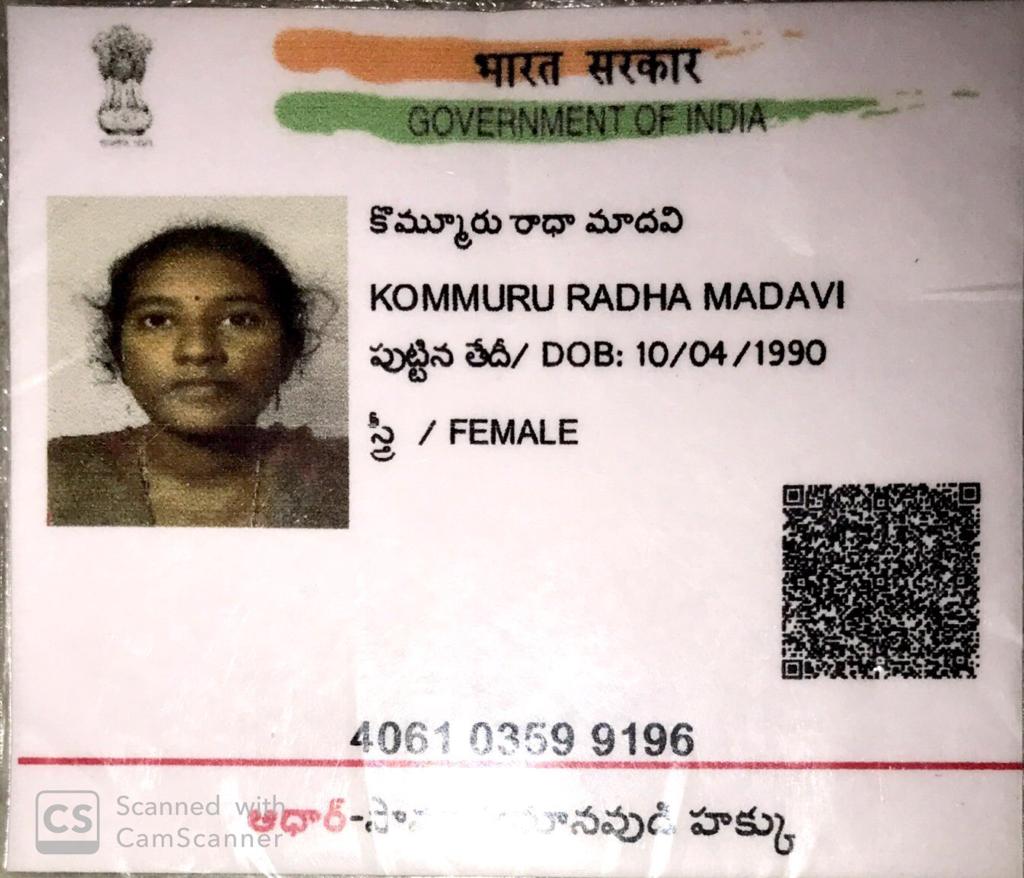 भारत सरकार
GOVERNMENT OF INDIA
కొమ్మూరు రాధా మాదవి
KOMMURU RADHA MADAVI
పుట్టిన తేదీ/ DOB: 10/04/1990
స్త్రీ / FEMALE
4061 0359 9196
ఆధార్-మానవుడి హక్కు
CS Scanned with
CamScanner